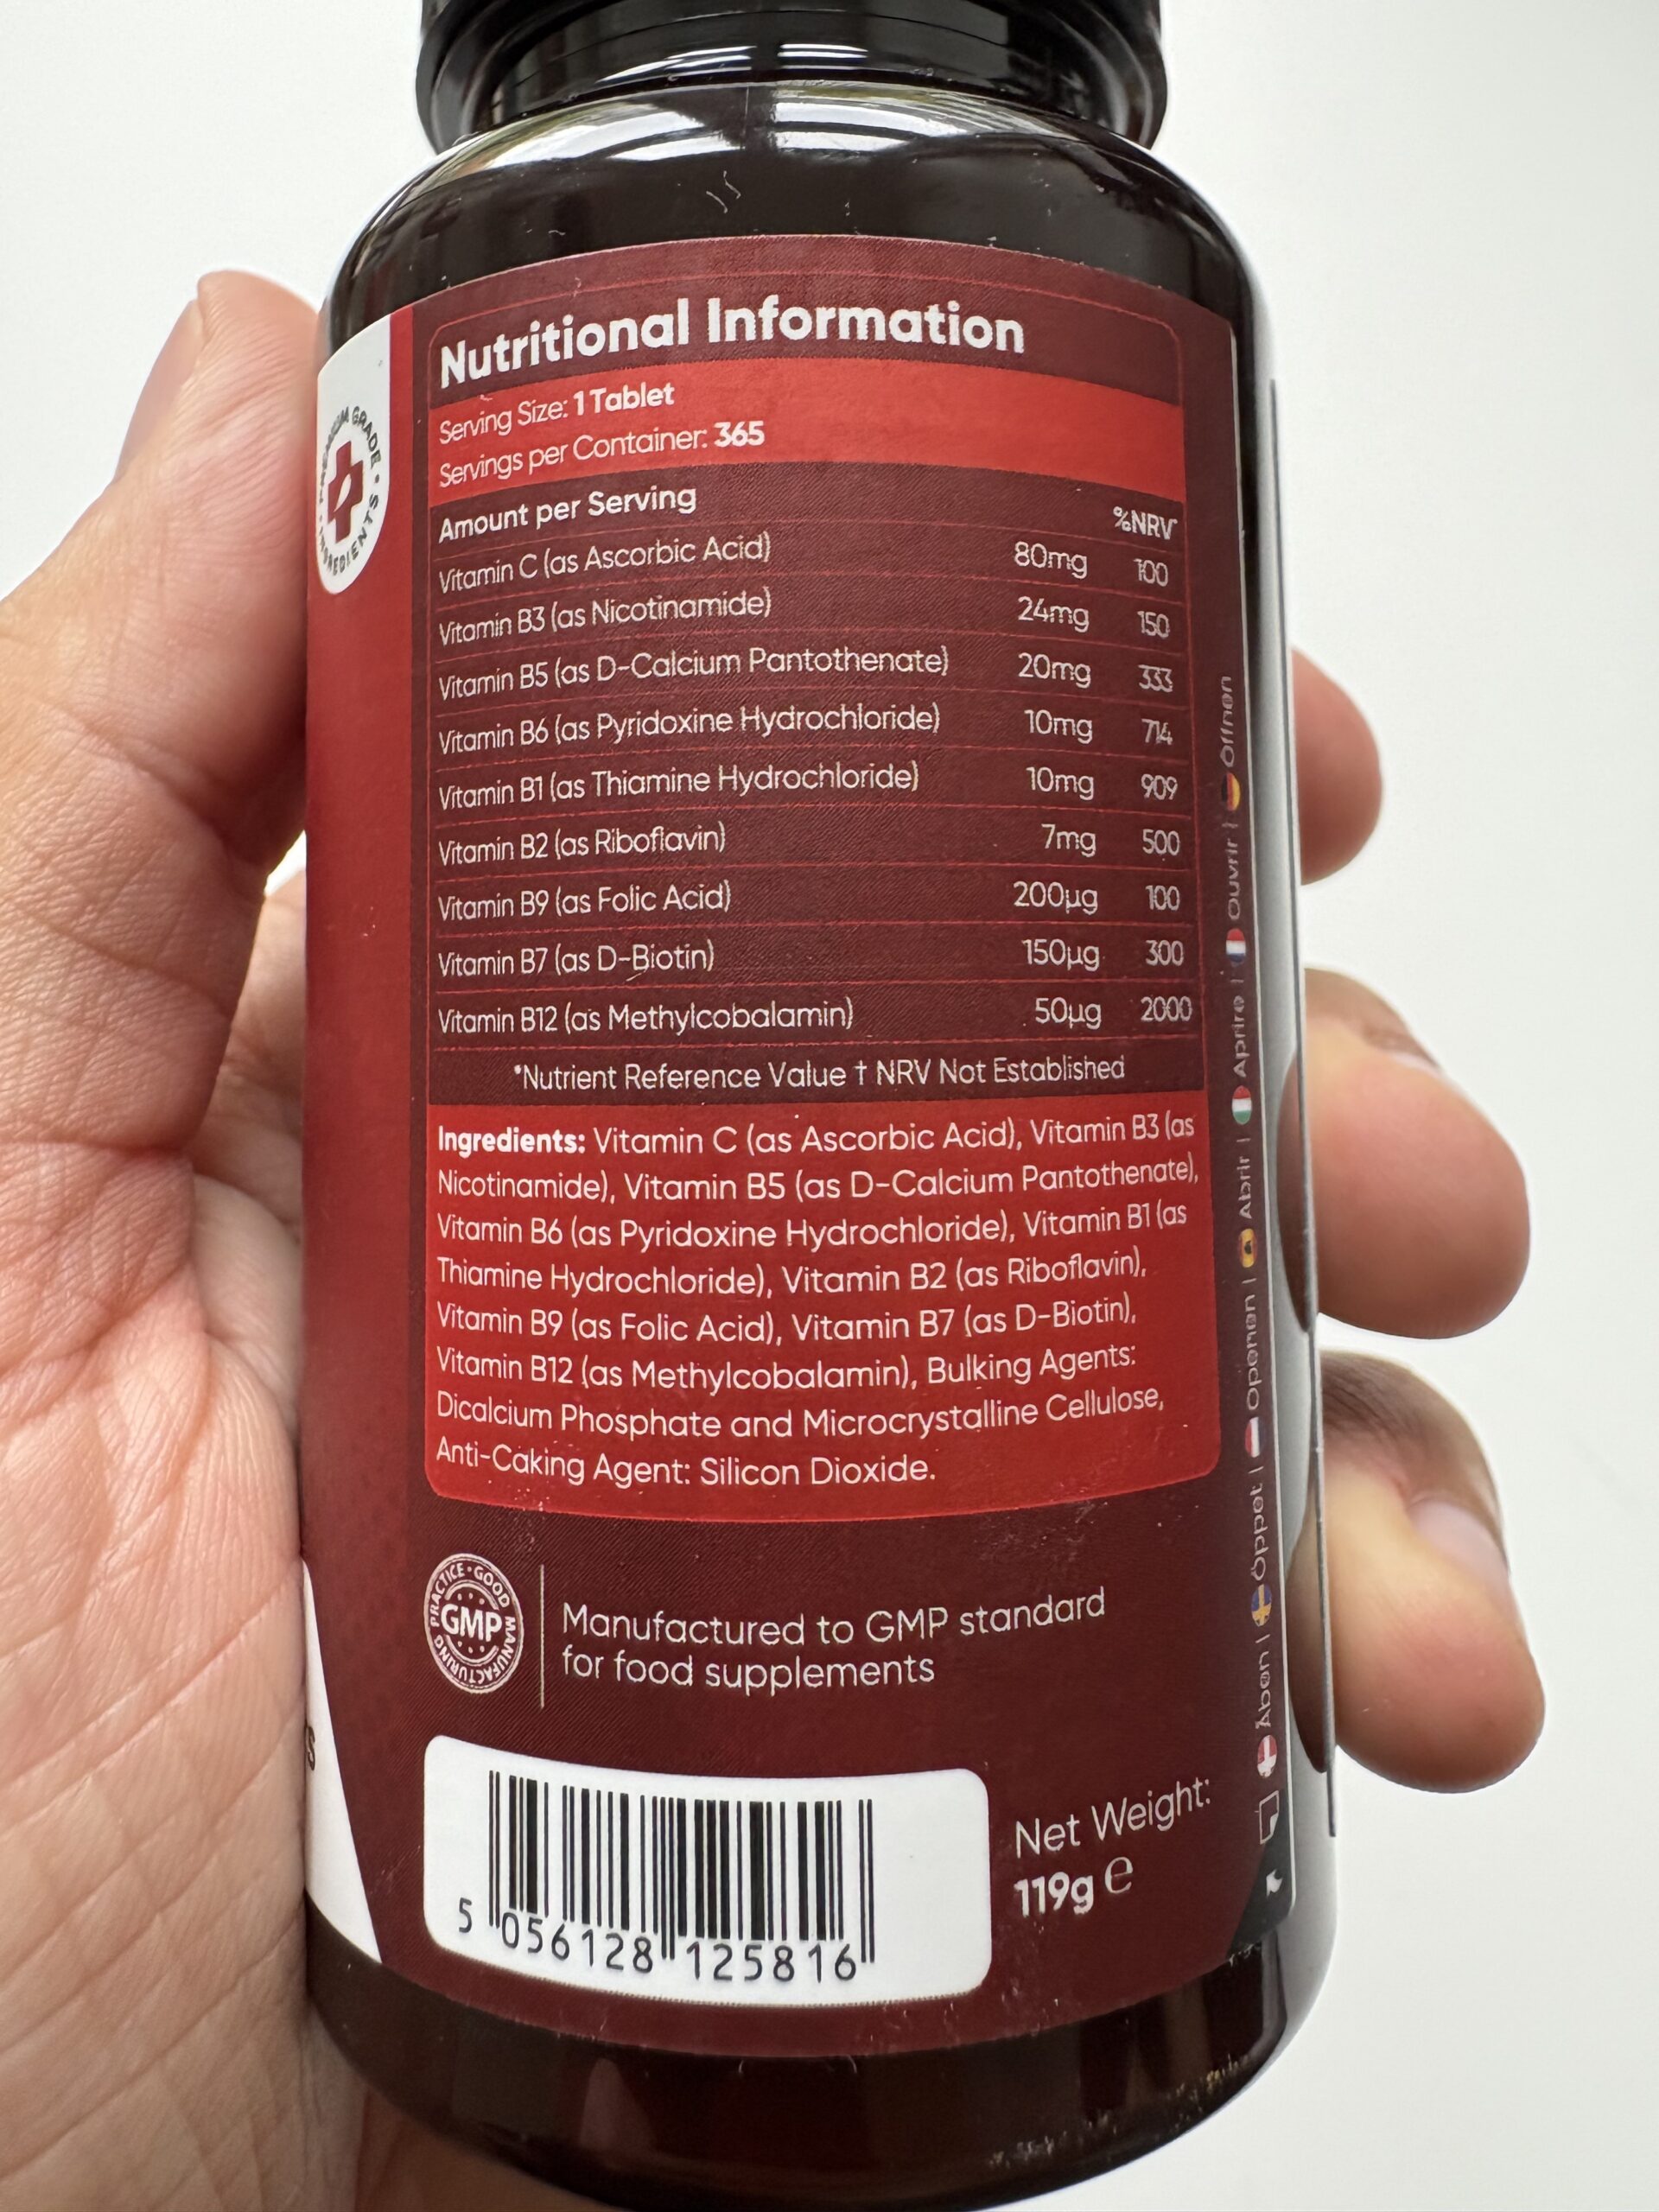 Nutritional Information
Serving Size: 1 Tablet
Servings per Container: 365
Amount per Serving %NRV*
Vitamin C (as Ascorbic Acid) 80mg 100
Vitamin B3 (as Nicotinamide) 24mg 150
Vitamin B5 (as D-Calcium Pantothenate) 20mg 333
Vitamin B6 (as Pyridoxine Hydrochloride) 10mg 714
Vitamin B1 (as Thiamine Hydrochloride) 10mg 909
Vitamin B2 (as Riboflavin) 7mg 500
Vitamin B9 (as Folic Acid) 200µg 100
Vitamin B7 (as D-Biotin) 150µg 300
Vitamin B12 (as Methylcobalamin) 50µg 2000
*Nutrient Reference Value † NRV Not Established
Ingredients: Vitamin C (as Ascorbic Acid), Vitamin B3 (as
Nicotinamide), Vitamin B5 (as D-Calcium Pantothenate),
Vitamin B6 (as Pyridoxine Hydrochloride), Vitamin B1 (as
Thiamine Hydrochloride), Vitamin B2 (as Riboflavin),
Vitamin B9 (as Folic Acid), Vitamin B7 (as D-Biotin),
Vitamin B12 (as Methylcobalamin), Bulking Agents:
Dicalcium Phosphate and Microcrystalline Cellulose,
Anti-Caking Agent: Silicon Dioxide.
GOOD MANUFACTURING PRACTICE
GMP
Manufactured to GMP standard
for food supplements
5 056128 125816
Net Weight:
119g ℮
PREMIUM GRADE INGREDIENTS
Åben | Öppet | Openen | Abrir | Aprire | Ouvrir | Öffnen